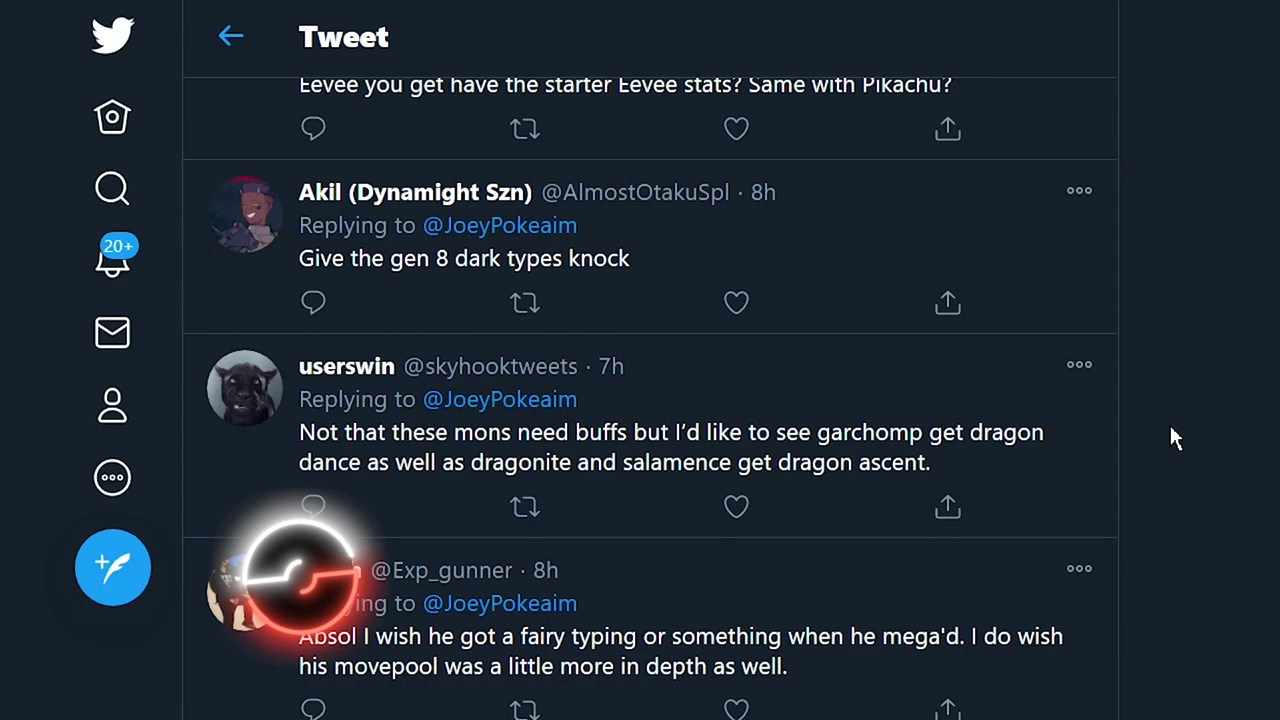 Tweet
Eevee you get have the starter Eevee stats? Same with Pikachu?
Akil (Dynamight Szn) @AlmostOtakuSpl · 8h
Replying to @JoeyPokeaim
Give the gen 8 dark types knock
20+
userswin @skyhooktweets · 7h
Replying to @JoeyPokeaim
Not that these mons need buffs but I'd like to see garchomp get dragon
dance as well as dragonite and salamence get dragon ascent.
@Exp_gunner · 8h
to @JoeyPokeaim
Absol I wish he got a fairy typing or something when he mega'd. I do wish
his movepool was a little more in depth as well.